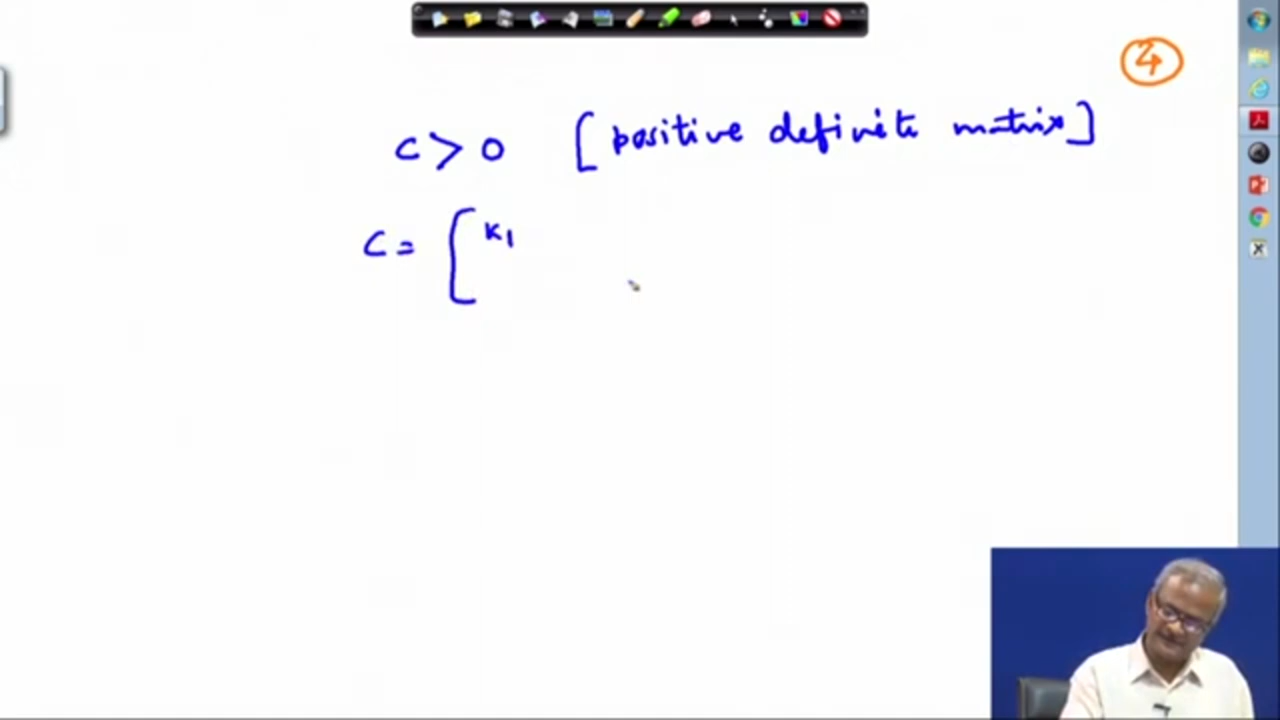 4
C > 0 [positive definite matrix]
C = [ K1